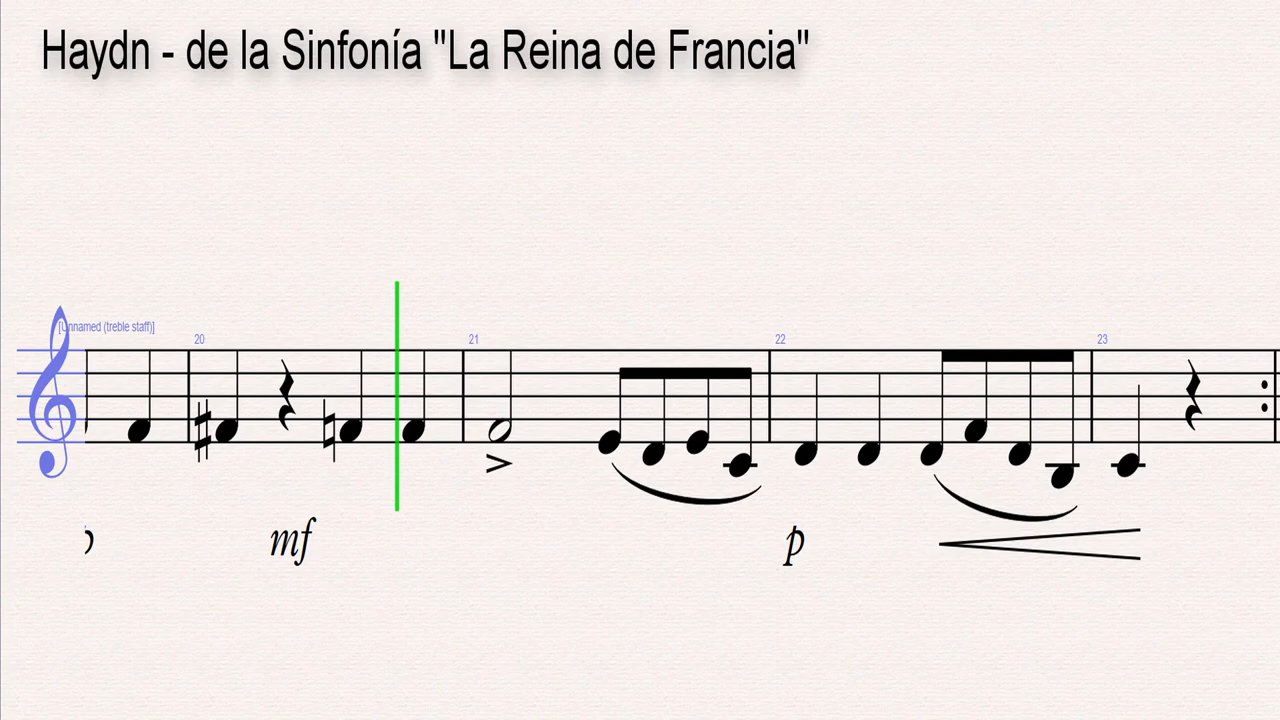 Haydn - de la Sinfonía "La Reina de Francia"
[Unnamed (treble staff)]
20
21
22
23
mf
p